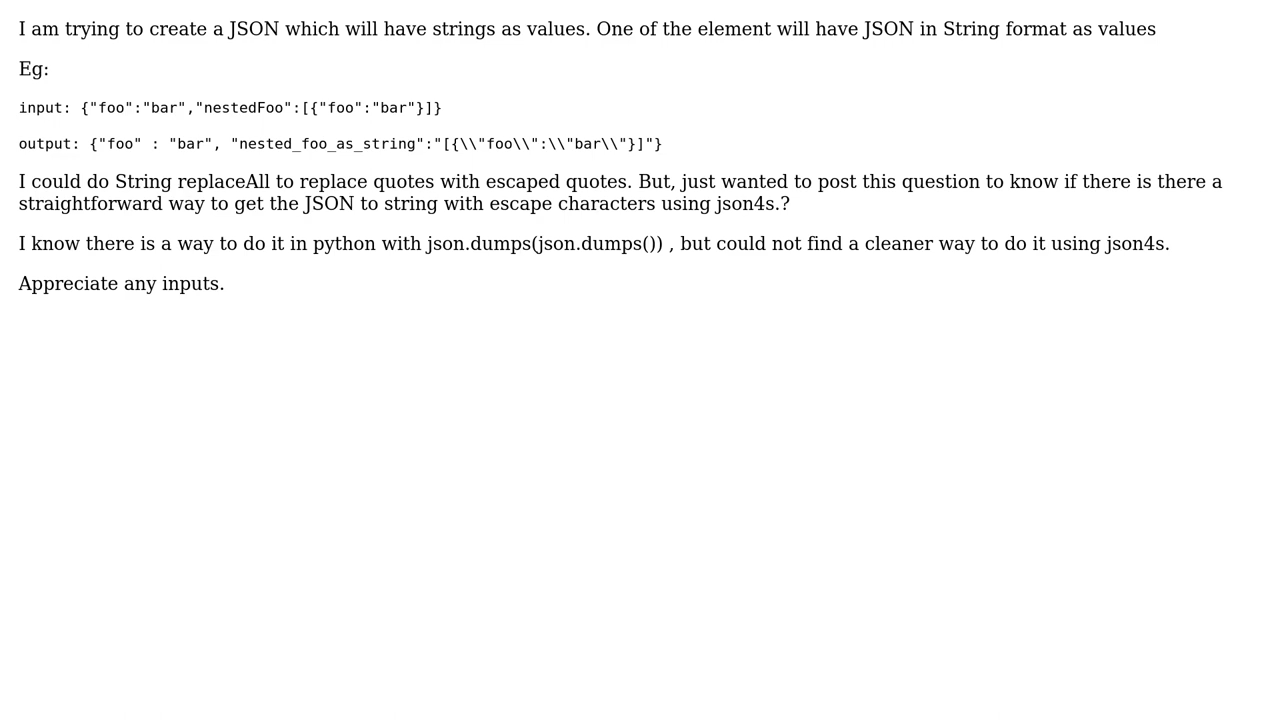 I am trying to create a JSON which will have strings as values. One of the element will have JSON in String format as values
Eg:
input: {"foo":"bar","nestedFoo":[{"foo":"bar"}]}
output: {"foo" : "bar", "nested_foo_as_string":"[{\\"foo\\":\\"bar\\"}]"}
I could do String replaceAll to replace quotes with escaped quotes. But, just wanted to post this question to know if there is there a
straightforward way to get the JSON to string with escape characters using json4s.?
I know there is a way to do it in python with json.dumps(json.dumps()) , but could not find a cleaner way to do it using json4s.
Appreciate any inputs.